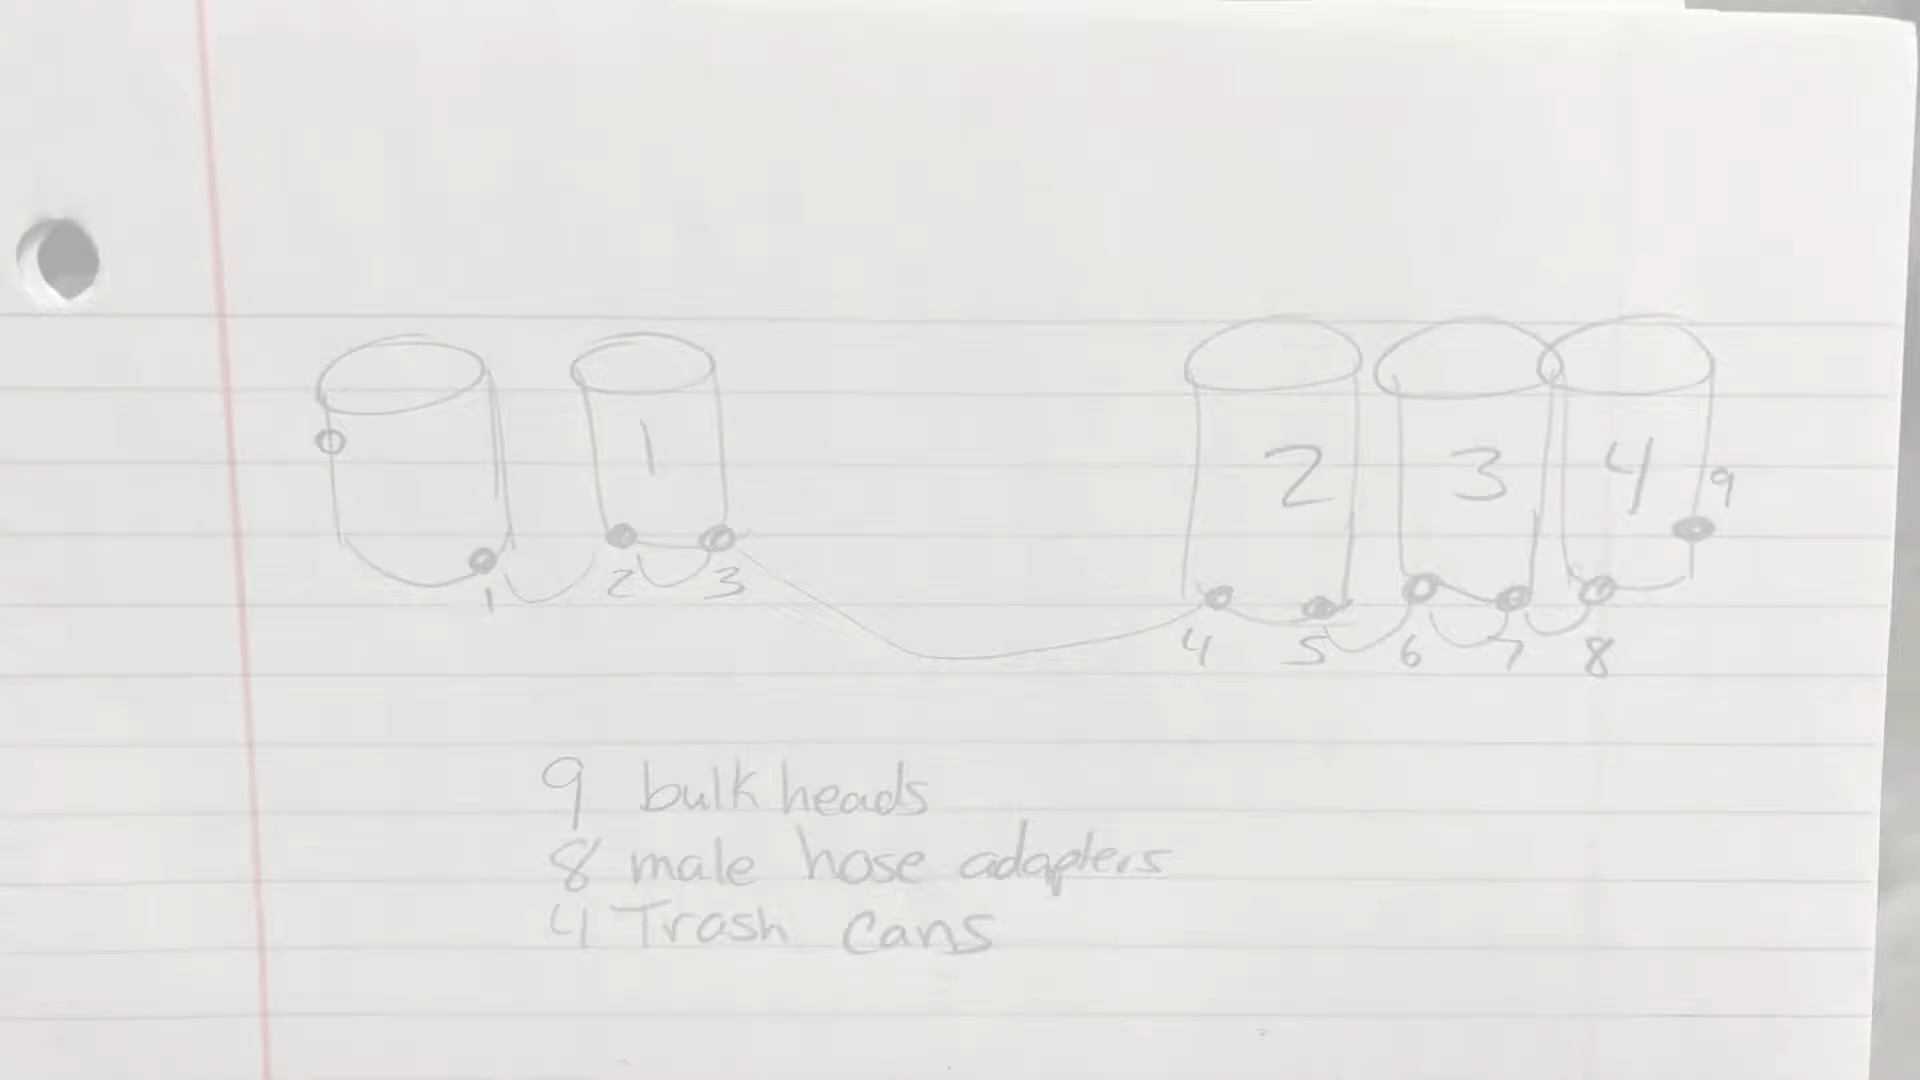 1 2 3 4 9
1 2 3 4 5 6 7 8
9 bulk heads
8 male hose adapters
4 Trash cans